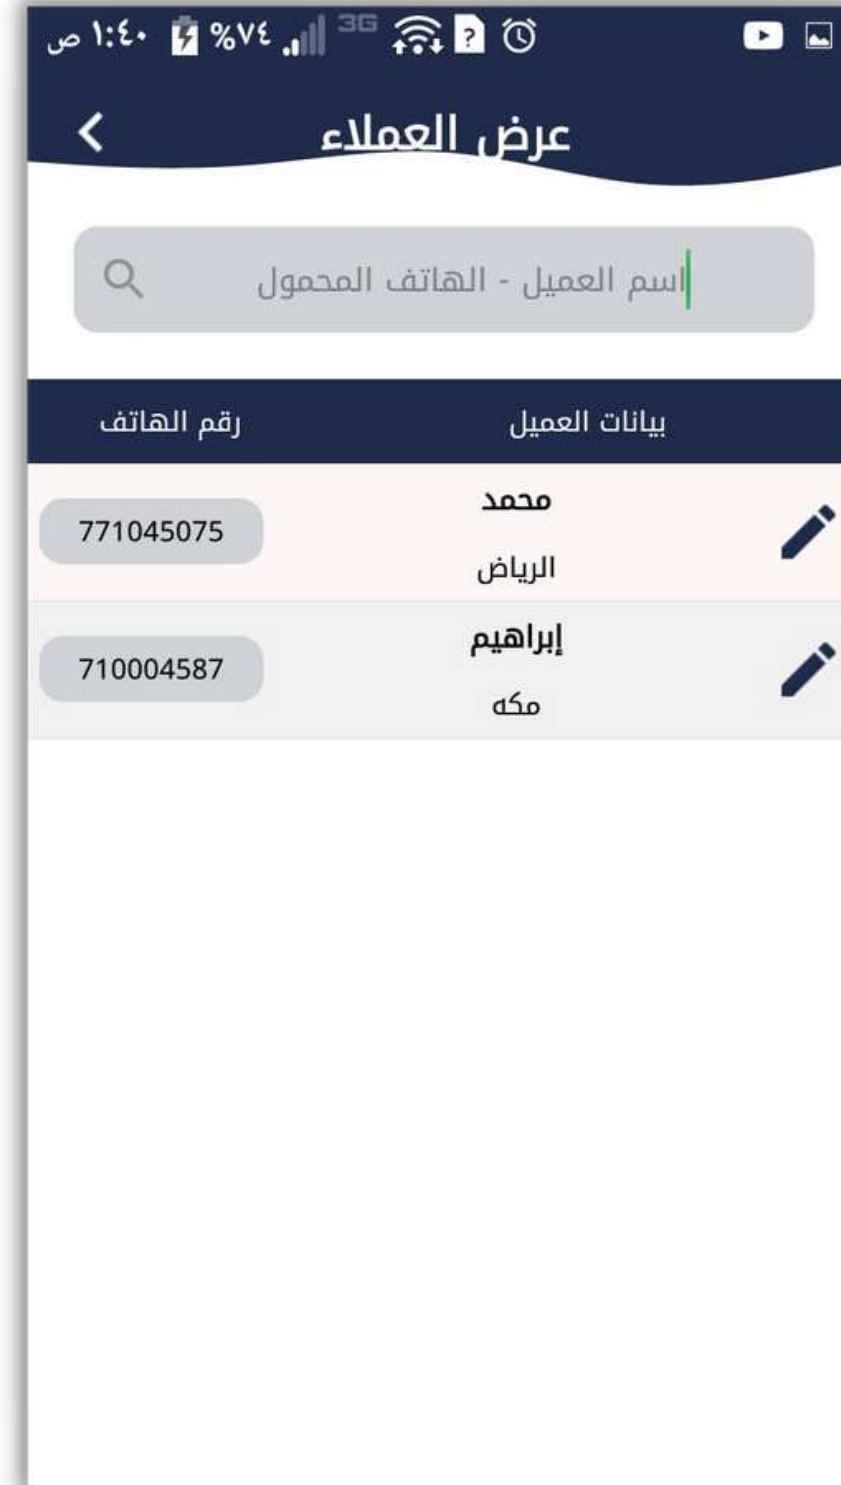 ١:٤٠ ص %٧٤ 3G
عرض العملاء
اسم العميل - الهاتف المحمول
بيانات العميل رقم الهاتف
محمد
771045075
الرياض
إبراهيم
710004587
مكه